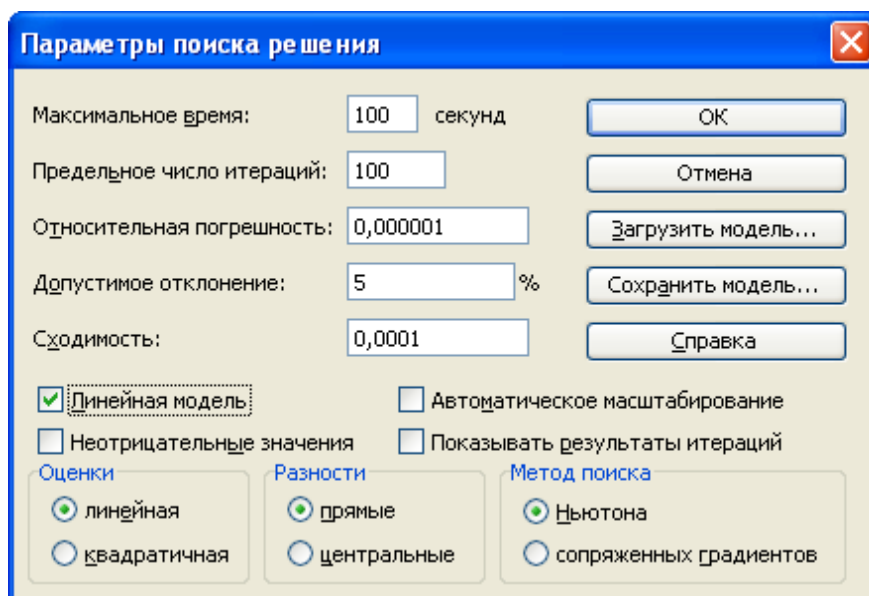 Параметры поиска решения
Максимальное время: 100 секунд OK
Предельное число итераций: 100 Отмена
Относительная погрешность: 0,000001 Загрузить модель...
Допустимое отклонение: 5 % Сохранить модель...
Сходимость: 0,0001 Справка
Линейная модель Автоматическое масштабирование
Неотрицательные значения Показывать результаты итераций
Оценки Разности Метод поиска
линейная прямые Ньютона
квадратичная центральные сопряженных градиентов